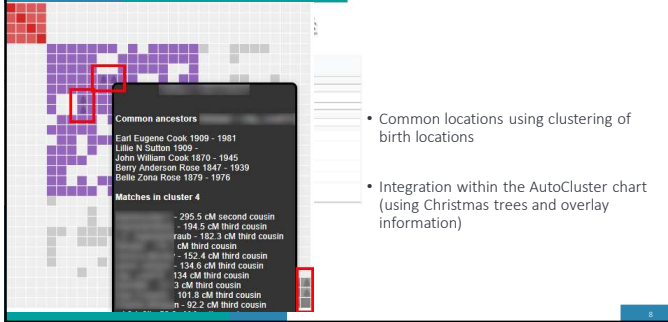 Common ancestors
Earl Eugene Cook 1909 - 1981
Lillie N Sutton 1909 -
John William Cook 1870 - 1945
Berry Anderson Rose 1847 - 1939
Belle Zona Rose 1879 - 1976
Matches in cluster 4
- 295.5 cM second cousin
- 194.5 cM third cousin
raub - 182.3 cM third cousin
cM third cousin
- 152.4 cM third cousin
- 134.6 cM third cousin
134 cM third cousin
3 cM third cousin
101.8 cM third cousin
n - 92.2 cM third cousin
• Common locations using clustering of
birth locations
• Integration within the AutoCluster chart
(using Christmas trees and overlay
information)
8